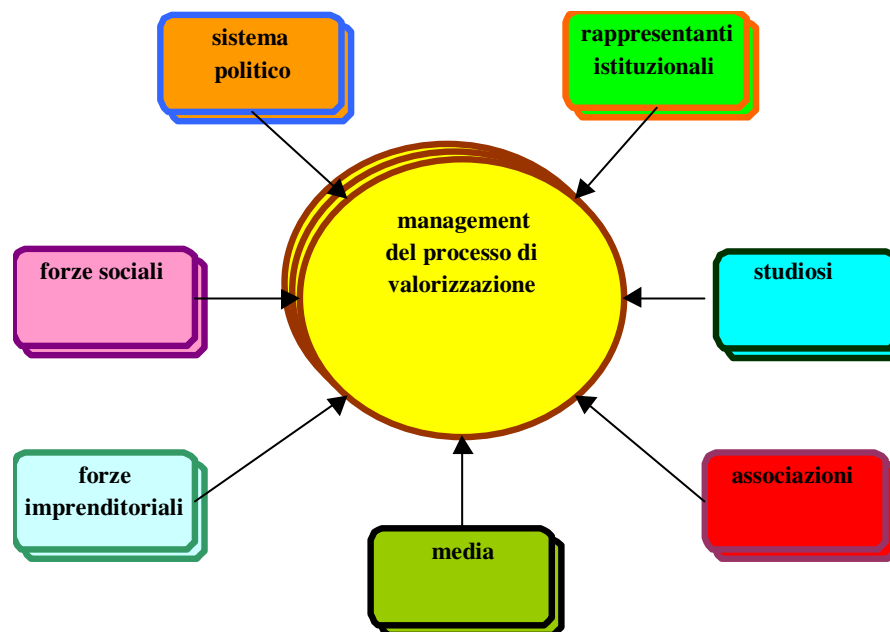 sistema
politico
rappresentanti
istituzionali
management
del processo di
valorizzazione
forze sociali
studiosi
forze
imprenditoriali
associazioni
media